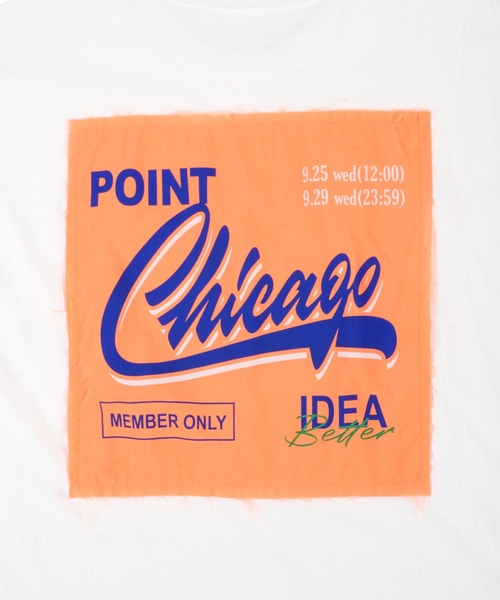 POINT
9.25 wed(12:00)
9.29 wed(23:59)
Chicago
MEMBER ONLY
IDEA
Better